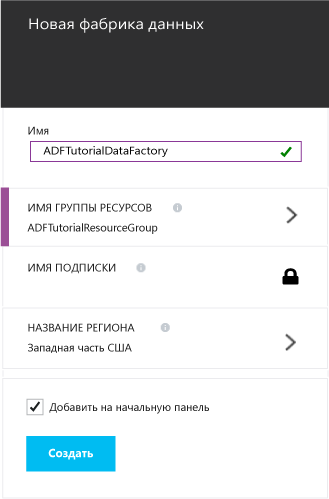 Новая фабрика данных
Имя
ADFTutorialDataFactory
ИМЯ ГРУППЫ РЕСУРСОВ
ADFTutorialResourceGroup
ИМЯ ПОДПИСКИ
НАЗВАНИЕ РЕГИОНА
Западная часть США
Добавить на начальную панель
Создать